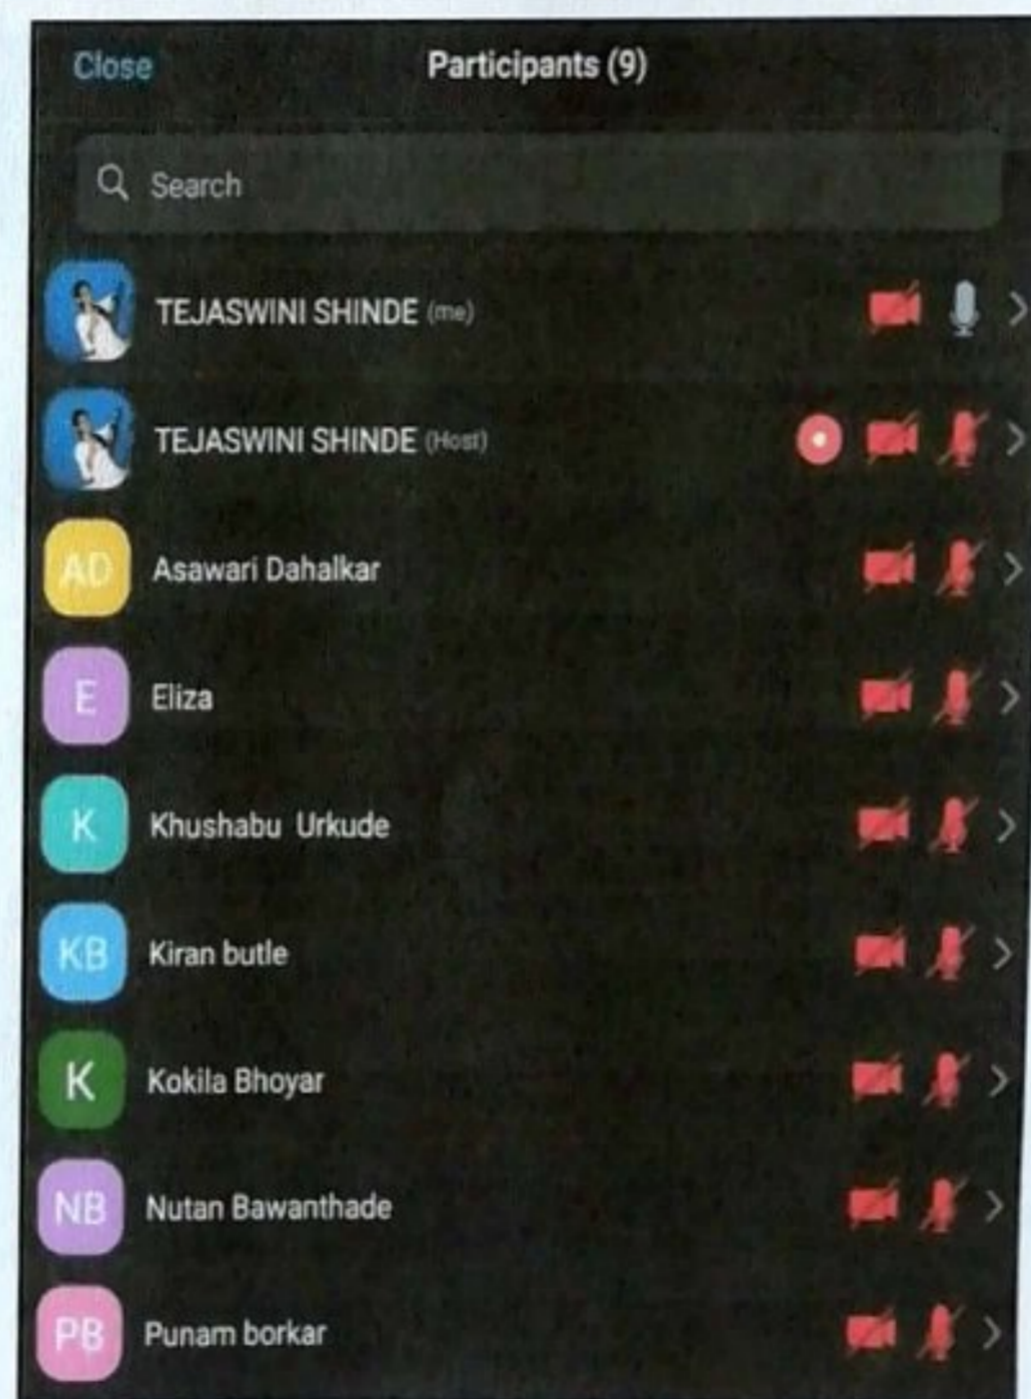 Close Participants (9)
Search
TEJASWINI SHINDE (me)
TEJASWINI SHINDE (Host)
AD Asawari Dahalkar
E Eliza
K Khushabu Urkude
KB Kiran butle
K Kokila Bhoyar
NB Nutan Bawanthade
PB Punam borkar